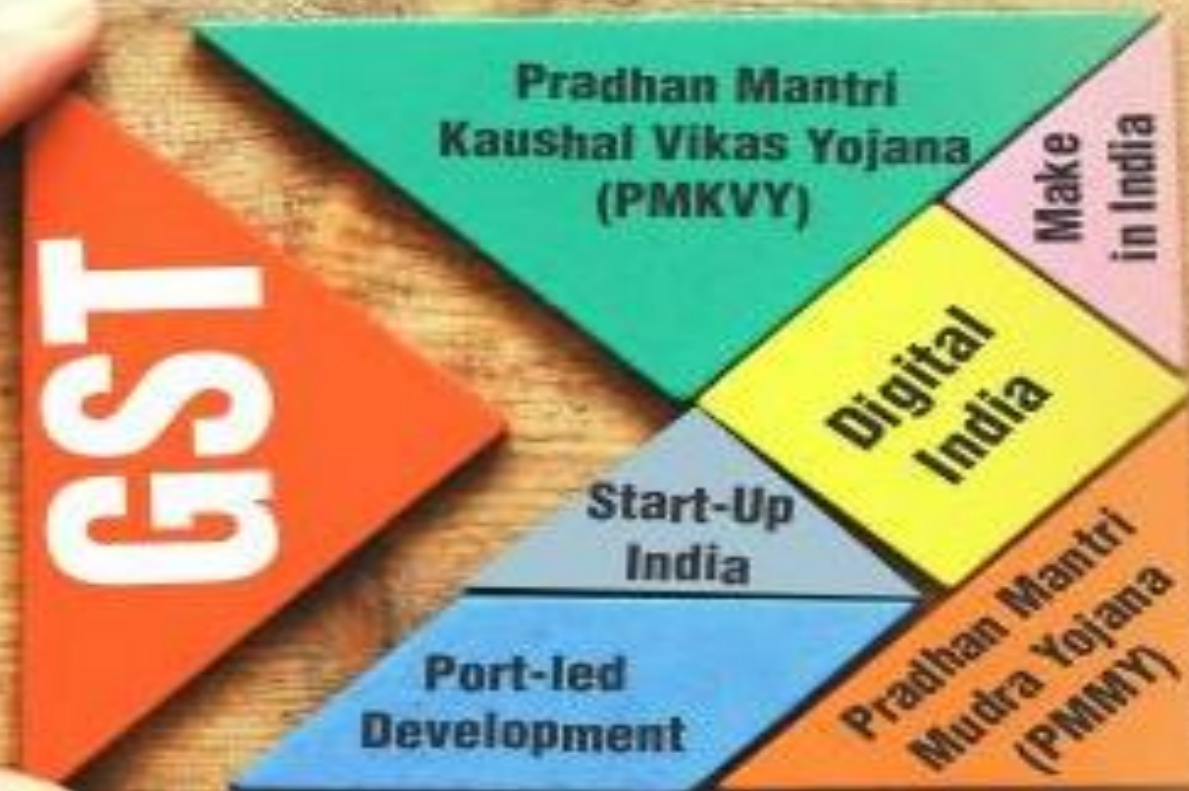 GST
Pradhan Mantri
Kaushal Vikas Yojana
(PMKVY)
Make
in India
Digital
India
Start-Up
India
Port-led
Development
Pradhan Mantri
Mudra Yojana
(PMMY)